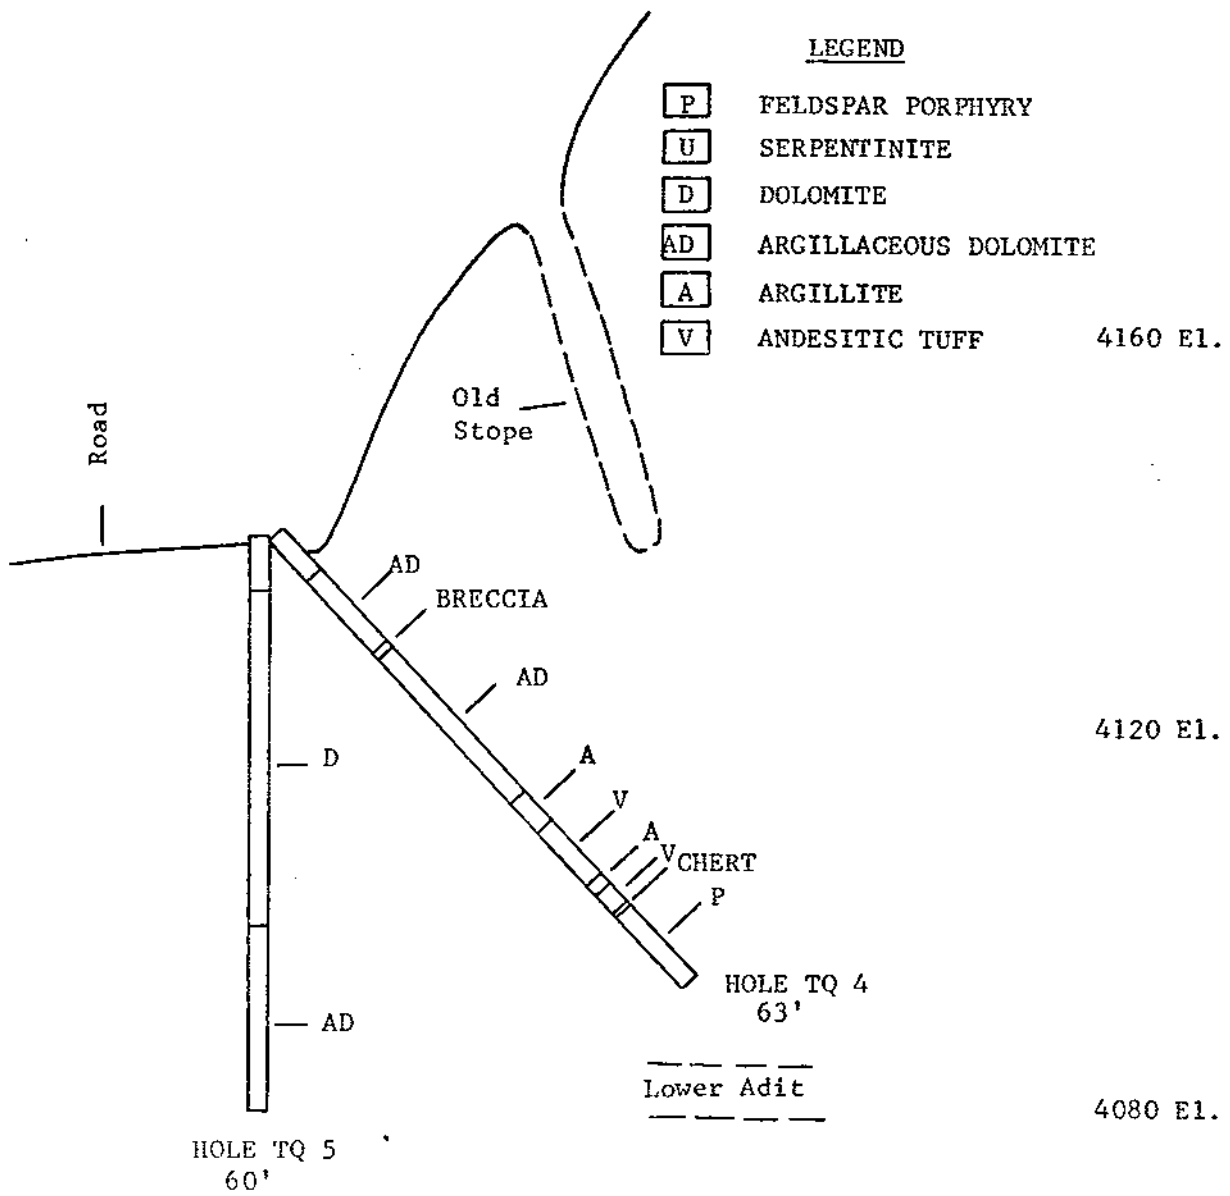 LEGEND
P FELDSPAR PORPHYRY
U SERPENTINITE
D DOLOMITE
AD ARGILLACEOUS DOLOMITE
A ARGILLITE
V ANDESITIC TUFF
4160 El.
Old
Stope
Road
AD
BRECCIA
AD
4120 El.
D
A
V
A
V
CHERT
P
HOLE TQ 4
63'
AD
Lower Adit
4080 El.
HOLE TQ 5
60'